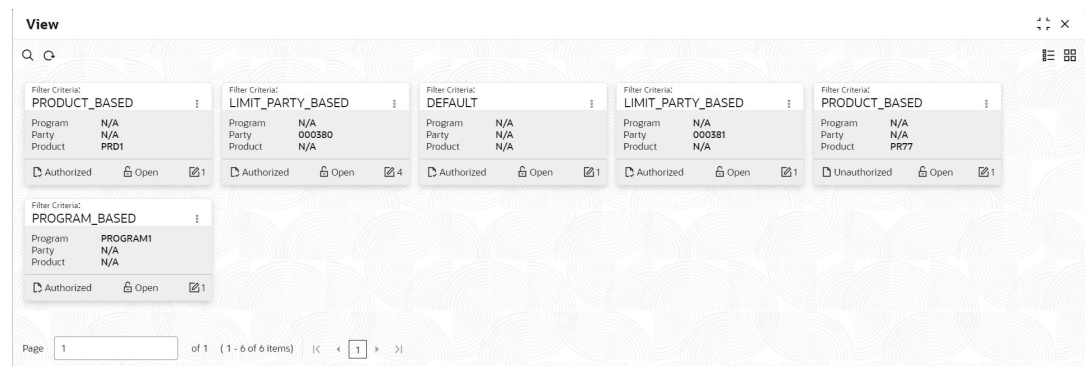 View
Filter Criteria:
PRODUCT_BASED
Program N/A
Party N/A
Product PRD1
Authorized Open 1
Filter Criteria:
LIMIT_PARTY_BASED
Program N/A
Party 000380
Product N/A
Authorized Open 4
Filter Criteria:
DEFAULT
Program N/A
Party N/A
Product N/A
Authorized Open 1
Filter Criteria:
LIMIT_PARTY_BASED
Program N/A
Party 000381
Product N/A
Authorized Open 1
Filter Criteria:
PRODUCT_BASED
Program N/A
Party N/A
Product PR77
Unauthorized Open 1
Filter Criteria:
PROGRAM_BASED
Program PROGRAM1
Party N/A
Product N/A
Authorized Open 1
Page 1 of 1 (1 - 6 of 6 items) 1